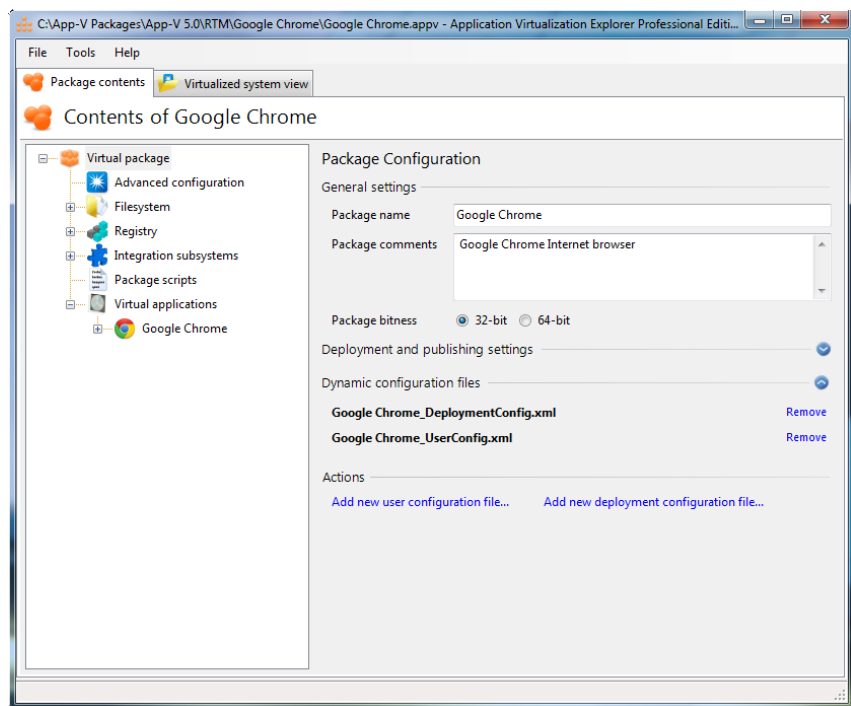 C:\App-V Packages\App-V 5.0\RTM\Google Chrome\Google Chrome.appv - Application Virtualization Explorer Professional Editi...
File Tools Help
Package contents Virtualized system view
Contents of Google Chrome
Virtual package
Advanced configuration
Filesystem
Registry
Integration subsystems
Package scripts
Virtual applications
Google Chrome
Package Configuration
General settings
Package name Google Chrome
Package comments Google Chrome Internet browser
Package bitness 32-bit 64-bit
Deployment and publishing settings
Dynamic configuration files
Google Chrome_DeploymentConfig.xml Remove
Google Chrome_UserConfig.xml Remove
Actions
Add new user configuration file... Add new deployment configuration file...